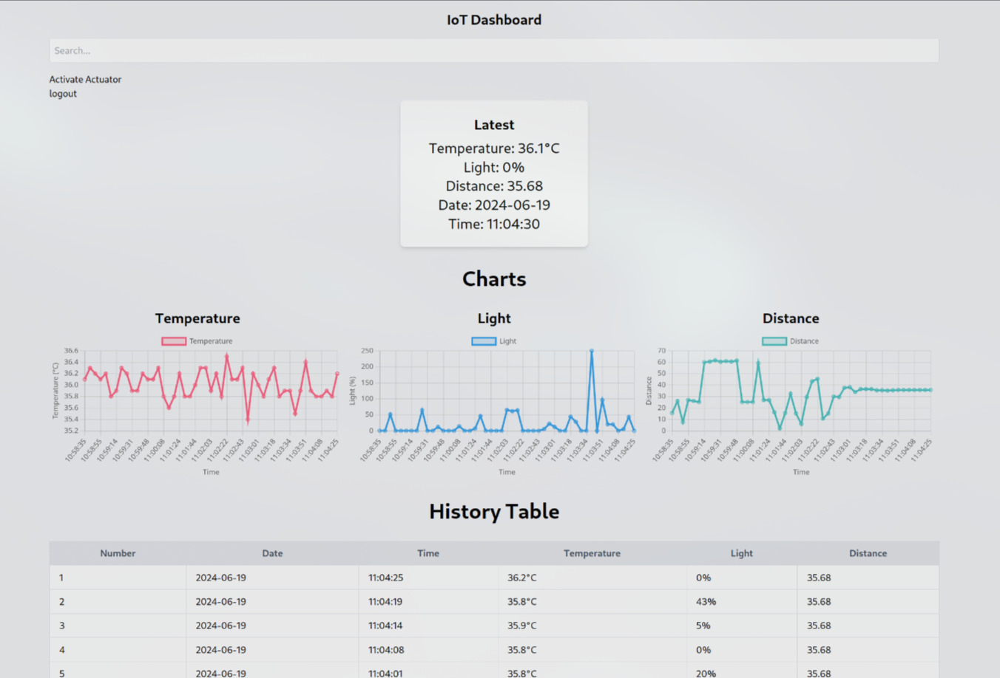 IoT Dashboard
Search...
Activate Actuator
logout
Latest
Temperature: 36.1°C
Light: 0%
Distance: 35.68
Date: 2024-06-19
Time: 11:04:30
Charts
Temperature
Temperature
Temperature (°C)
36.6
36.4
36.2
36.0
35.8
35.6
35.4
35.2
10:58:35 10:58:55 10:59:14 10:59:31 10:59:48 11:00:08 11:01:24 11:01:44 11:02:03 11:02:22 11:02:43 11:03:01 11:03:18 11:03:34 11:03:51 11:04:08 11:04:25
Time
Light
Light
Light (%)
250
200
150
100
50
0
10:58:35 10:58:55 10:59:14 10:59:31 10:59:48 11:00:08 11:01:24 11:01:44 11:02:03 11:02:22 11:02:43 11:03:01 11:03:18 11:03:34 11:03:51 11:04:08 11:04:25
Time
Distance
Distance
Distance
70
60
50
40
30
20
10
0
10:58:35 10:58:55 10:59:14 10:59:31 10:59:48 11:00:08 11:01:24 11:01:44 11:02:03 11:02:22 11:02:43 11:03:01 11:03:18 11:03:34 11:03:51 11:04:08 11:04:25
Time
History Table
Number Date Time Temperature Light Distance
1 2024-06-19 11:04:25 36.2°C 0% 35.68
2 2024-06-19 11:04:19 35.8°C 43% 35.68
3 2024-06-19 11:04:14 35.9°C 5% 35.68
4 2024-06-19 11:04:08 35.8°C 0% 35.68
5 2024-06-19 11:04:01 35.8°C 20% 35.68